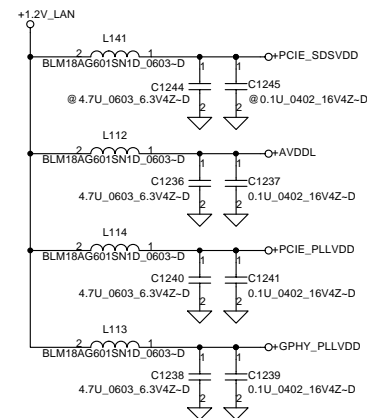 +1.2V_LAN
L141
2 1
BLM18AG601SN1D_0603~D
+PCIE_SDSVDD
1 1
C1244 C1245
@ 4.7U_0603_6.3V4Z~D @ 0.1U_0402_16V4Z~D
2 2
L112
2 1
BLM18AG601SN1D_0603~D
+AVDDL
1 1
C1236 C1237
4.7U_0603_6.3V4Z~D 0.1U_0402_16V4Z~D
2 2
L114
2 1
BLM18AG601SN1D_0603~D
+PCIE_PLLVDD
1 1
C1240 C1241
4.7U_0603_6.3V4Z~D 0.1U_0402_16V4Z~D
2 2
L113
2 1
BLM18AG601SN1D_0603~D
+GPHY_PLLVDD
1 1
C1238 C1239
4.7U_0603_6.3V4Z~D 0.1U_0402_16V4Z~D
2 2